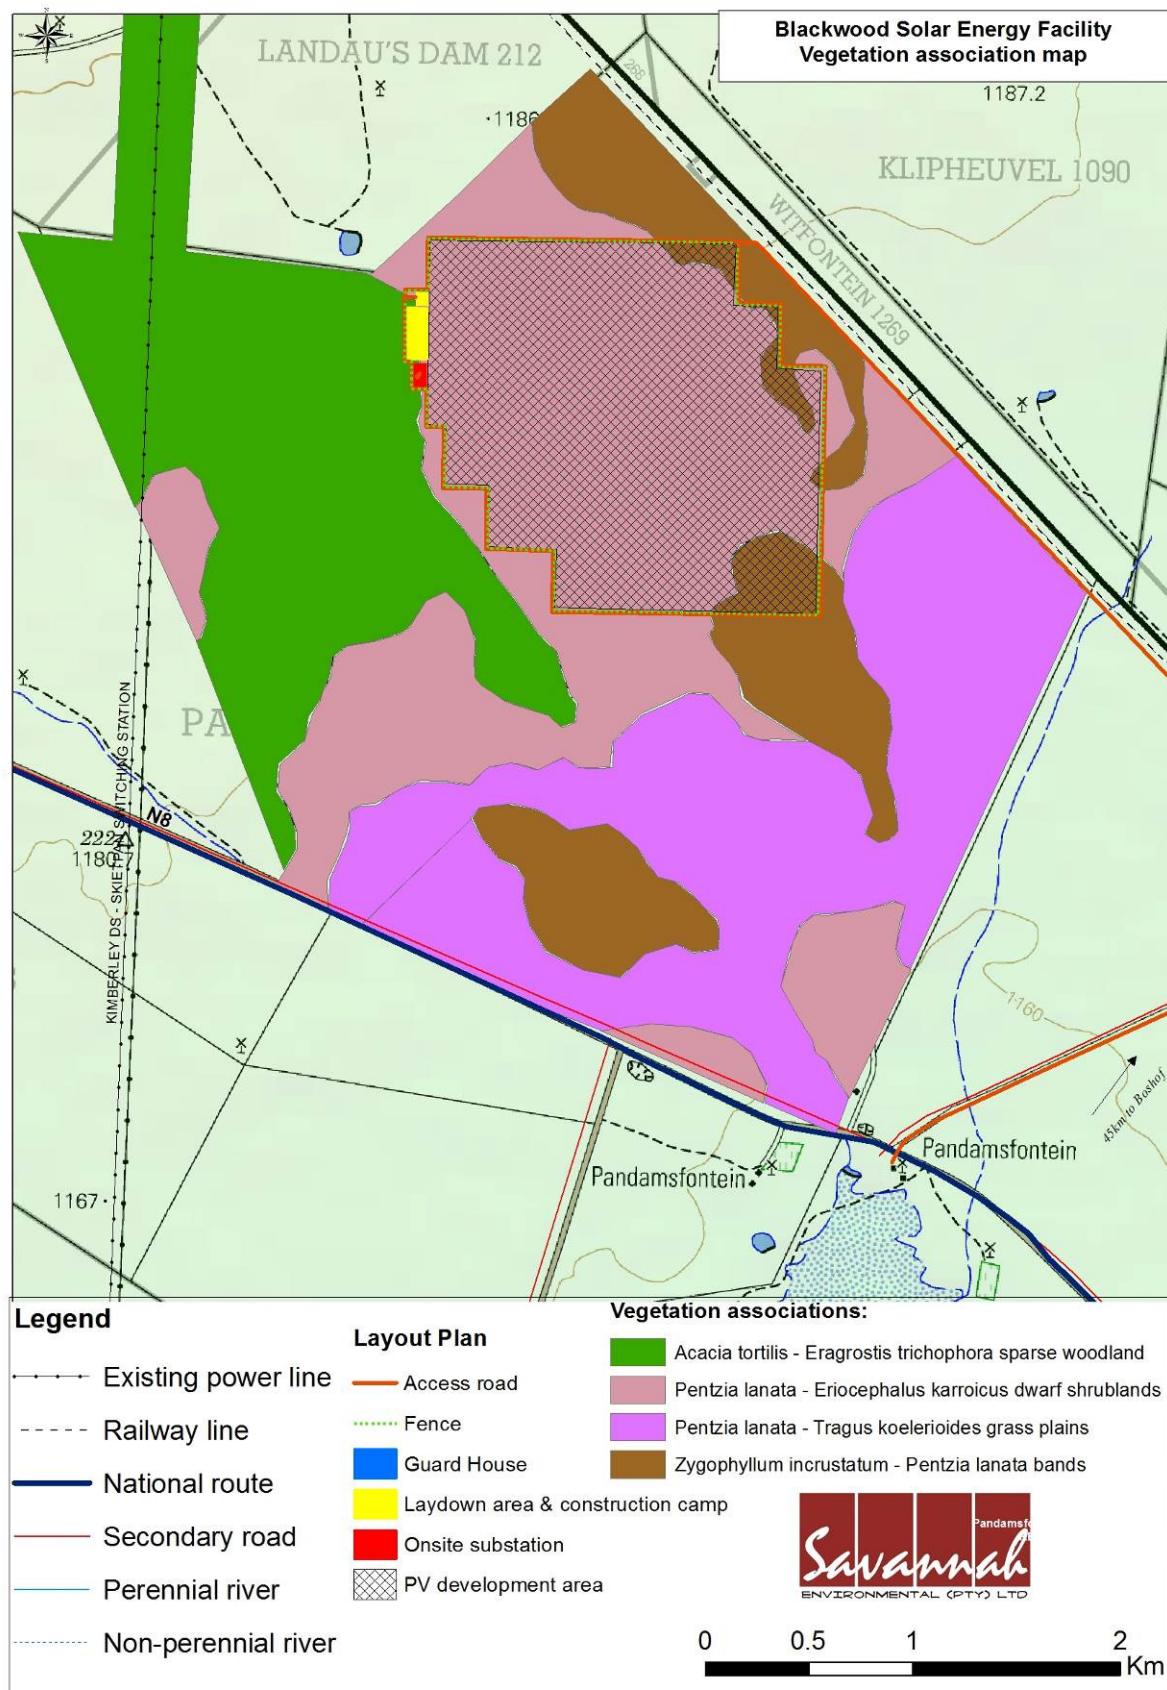 Blackwood Solar Energy Facility
Vegetation association map
LANDAU'S DAM 212
268
1187.2
·1186
KLIPHEUVEL 1090
WITFONTEIN 1269
PA
KIMBERLEY DS - SKIETPAN SWITCHING STATION
N8
222
1180.7
1160
45km to Boshof
Pandamsfontein
Pandamsfontein
1167
Legend
Existing power line
Railway line
National route
Secondary road
Perennial river
Non-perennial river
Layout Plan
Access road
Fence
Guard House
Laydown area & construction camp
Onsite substation
PV development area
Vegetation associations:
Acacia tortilis - Eragrostis trichophora sparse woodland
Pentzia lanata - Eriocephalus karroicus dwarf shrublands
Pentzia lanata - Tragus koelerioides grass plains
Zygophyllum incrustatum - Pentzia lanata bands
Pandamsfo
Savannah
ENVIRONMENTAL (PTY) LTD
0 0.5 1 2
Km